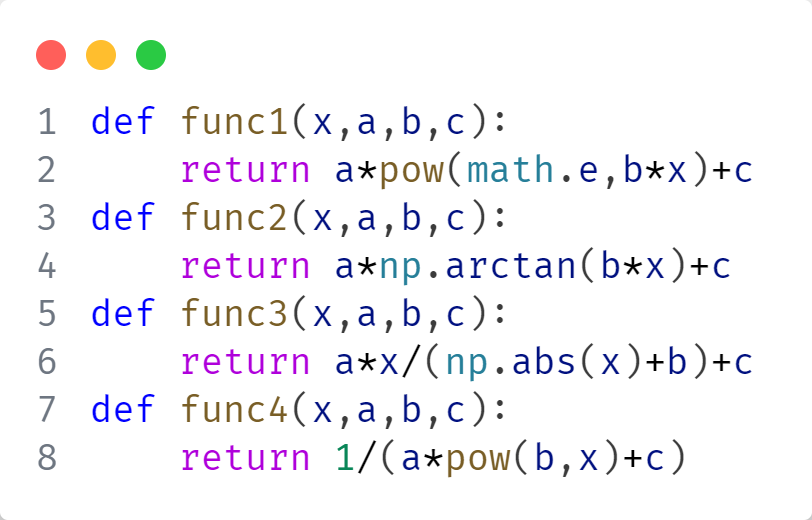 1 def func1(x,a,b,c):
2     return a*pow(math.e,b*x)+c
3 def func2(x,a,b,c):
4     return a*np.arctan(b*x)+c
5 def func3(x,a,b,c):
6     return a*x/(np.abs(x)+b)+c
7 def func4(x,a,b,c):
8     return 1/(a*pow(b,x)+c)